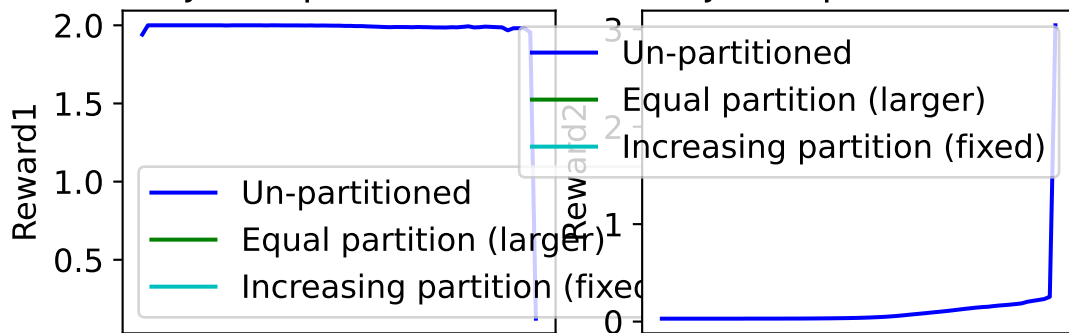 2.0
1.5
1.0
0.5
Reward1
Un-partitioned
Equal partition (larger)
Increasing partition (fixed
3
2
1
0
Reward2
Un-partitioned
Equal partition (larger)
Increasing partition (fixed)